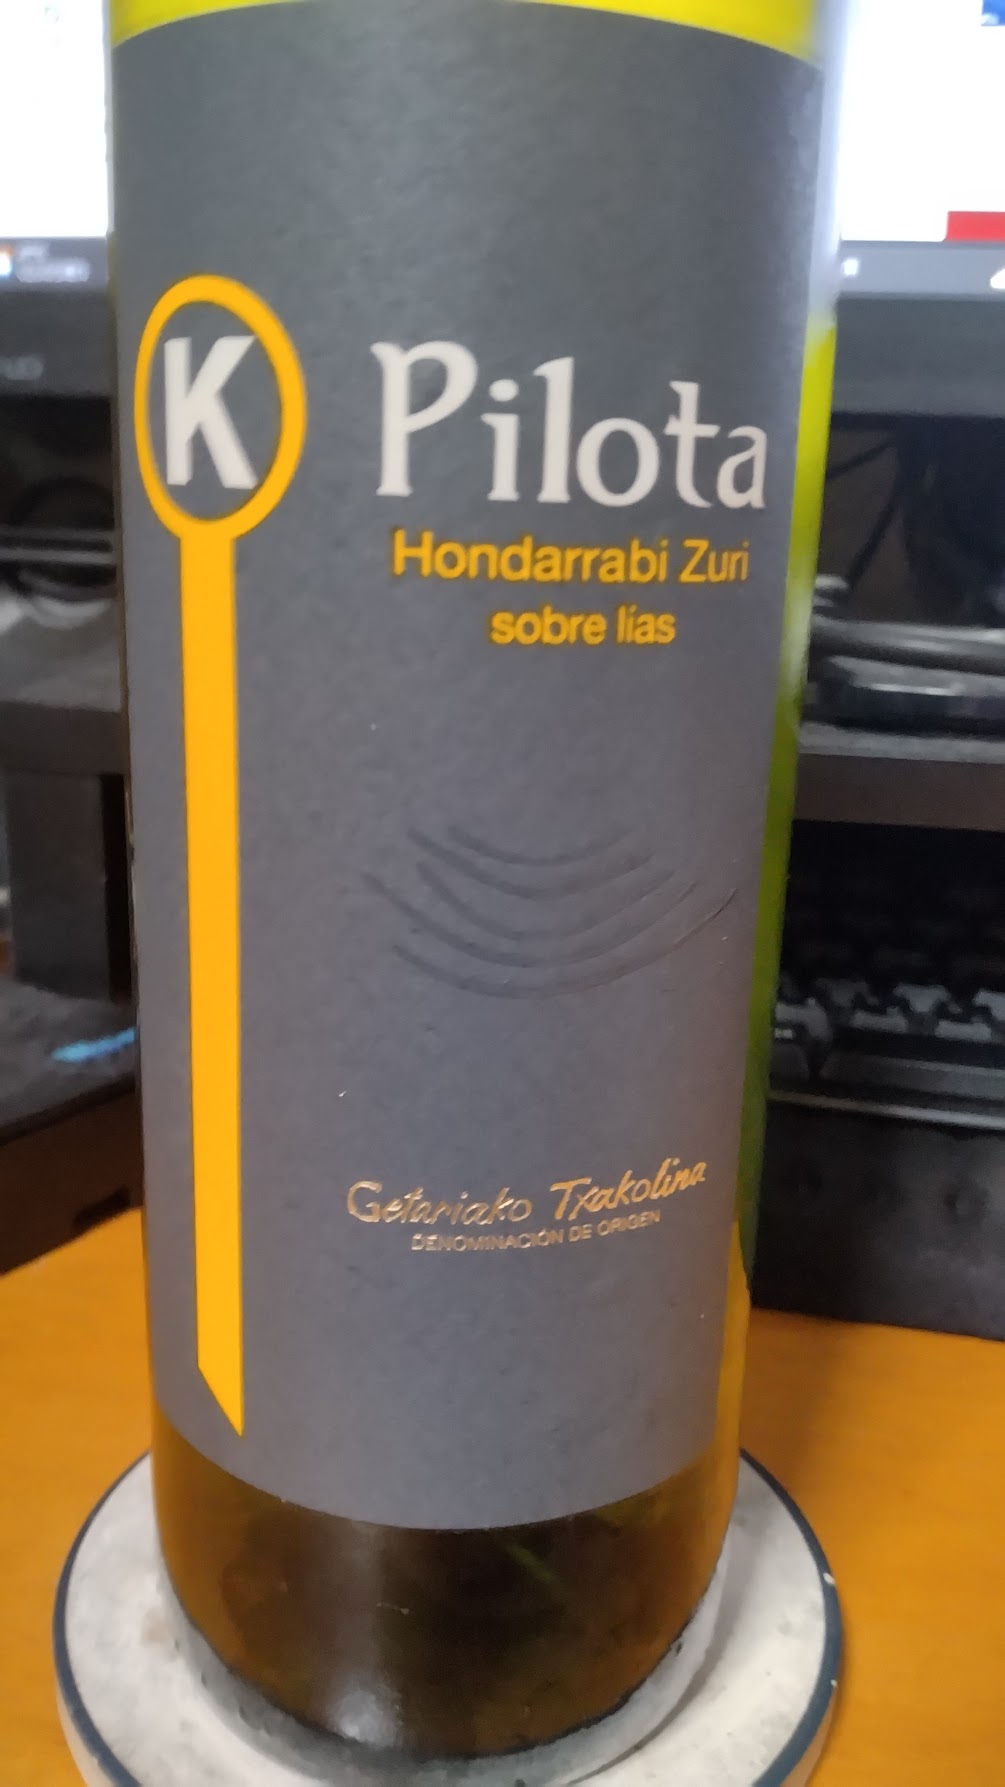 K
Pilota
Hondarrabi Zuri
sobre lías
Getariako Txakolina
DENOMINACIÓN DE ORIGEN